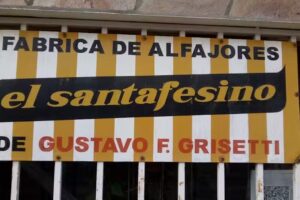 FABRICA DE ALFAJORES
el santafesino
DE GUSTAVO F. GRISETTI